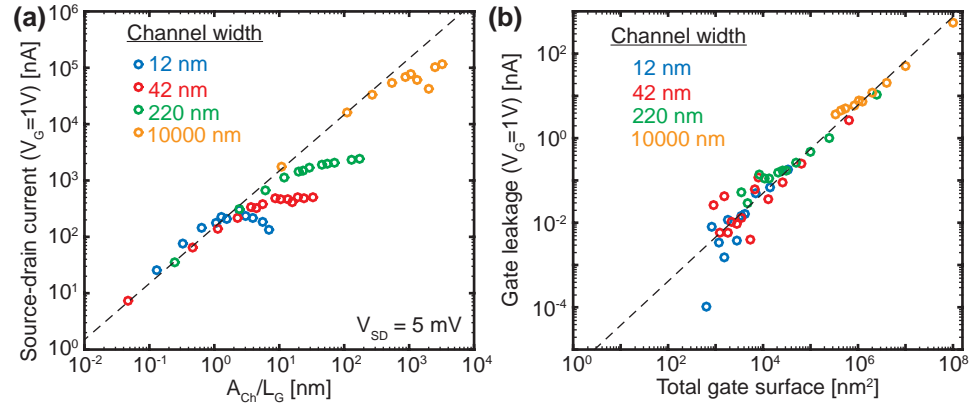 (a)
Source-drain current (V_G=1V) [nA]
10^6
10^5
10^4
10^3
10^2
10^1
10^0
Channel width
12 nm
42 nm
220 nm
10000 nm
V_SD = 5 mV
10^-2 10^-1 10^0 10^1 10^2 10^3 10^4
A_Ch/L_G [nm]
(b)
Gate leakage (V_G=1V) [nA]
10^2
10^0
10^-2
10^-4
Channel width
12 nm
42 nm
220 nm
10000 nm
10^0 10^2 10^4 10^6 10^8
Total gate surface [nm²]